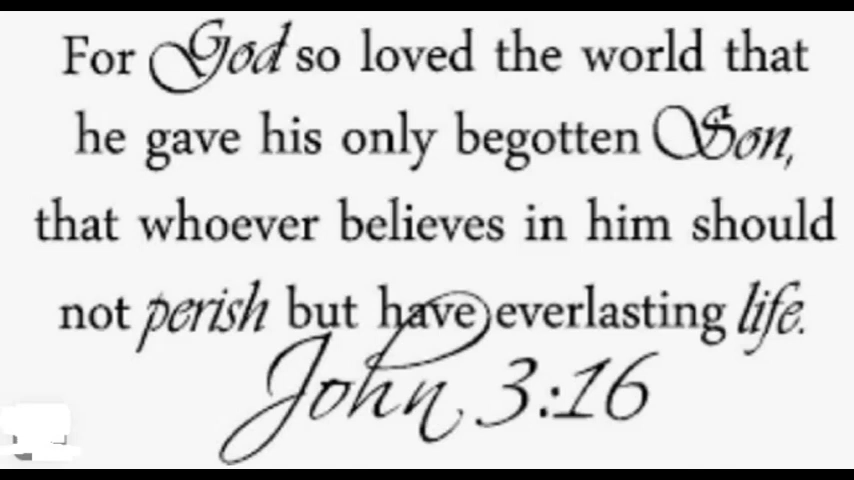 For God so loved the world that
he gave his only begotten Son,
that whoever believes in him should
not perish but have everlasting life.
John 3:16